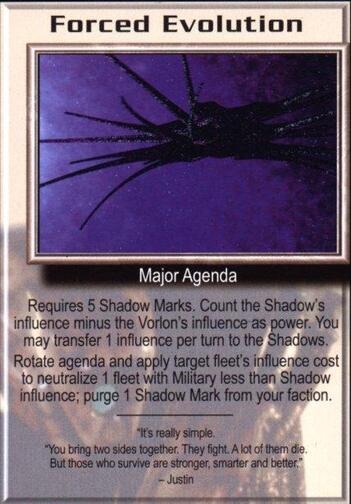 Forced Evolution
Major Agenda
Requires 5 Shadow Marks. Count the Shadow's
influence minus the Vorlon's influence as power. You
may transfer 1 influence per turn to the Shadows.
Rotate agenda and apply target fleet's influence cost
to neutralize 1 fleet with Military less than Shadow
influence; purge 1 Shadow Mark from your faction.
"It's really simple.
"You bring two sides together. They fight. A lot of them die.
But those who survive are stronger, smarter and better."
– Justin